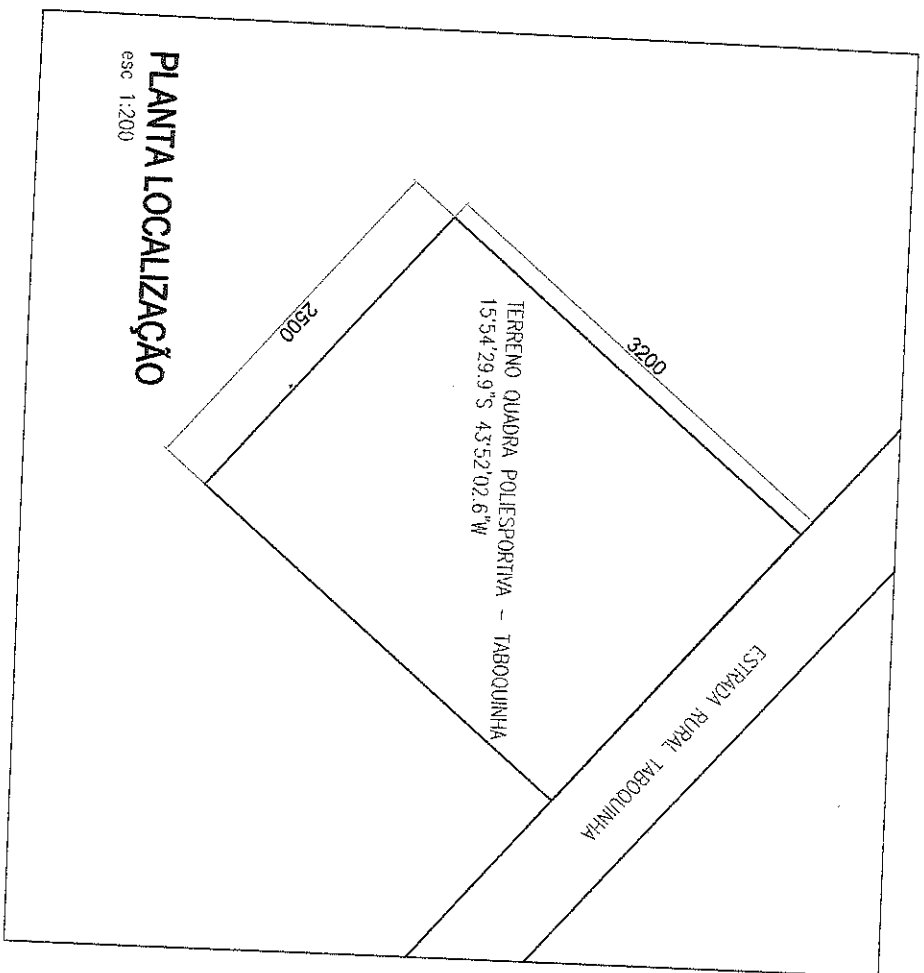 PLANTA LOCALIZAÇÃO
esc 1:200
TERRENO QUADRA POLIESPORTIVA - TABOQUINHA
15°54'29.9"S 43°52'02.6"W
3200
2500
ESTRADA RURAL TABOQUINHA